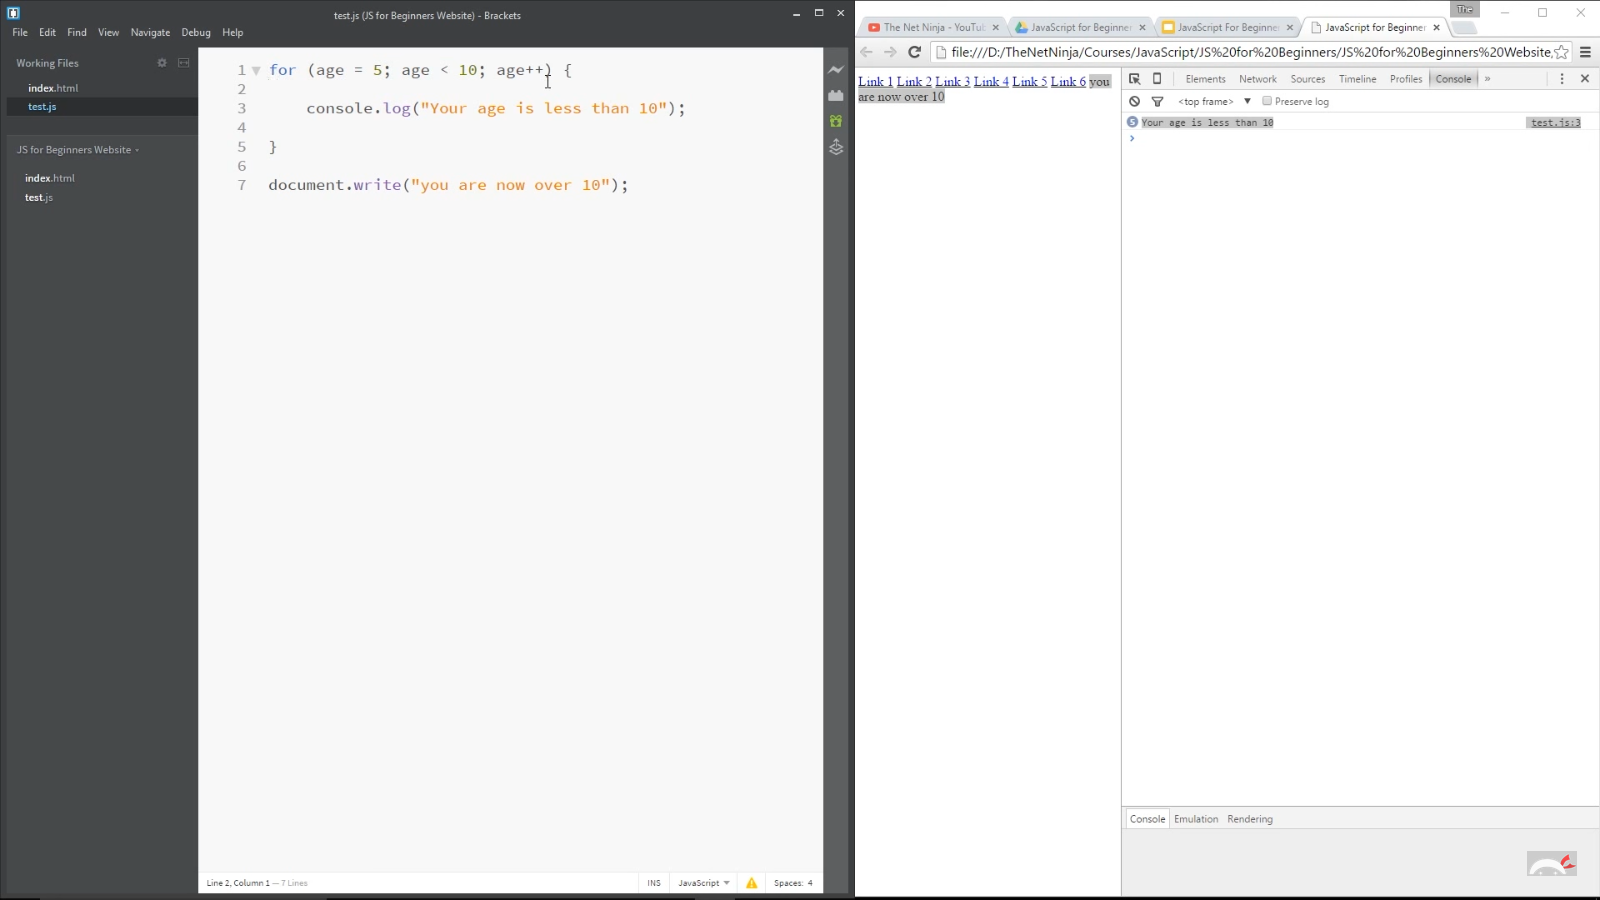 test.js (JS for Beginners Website) - Brackets
File Edit Find View Navigate Debug Help
Working Files
index.html
test.js
JS for Beginners Website
index.html
test.js
1 for (age = 5; age < 10; age++) {
2
3 console.log("Your age is less than 10");
4
5 }
6
7 document.write("you are now over 10");
Line 2, Column 1 — 7 Lines
INS JavaScript Spaces: 4
The
The Net Ninja - YouTu JavaScript for Beginner JavaScript For Beginne JavaScript for Beginner
file:///D:/TheNetNinja/Courses/JavaScript/JS%20for%20Beginners/JS%20for%20Beginners%20Website,
Link 1 Link 2 Link 3 Link 4 Link 5 Link 6 you
are now over 10
Elements Network Sources Timeline Profiles Console »
<top frame> Preserve log
5 Your age is less than 10 test.js:3
Console Emulation Rendering